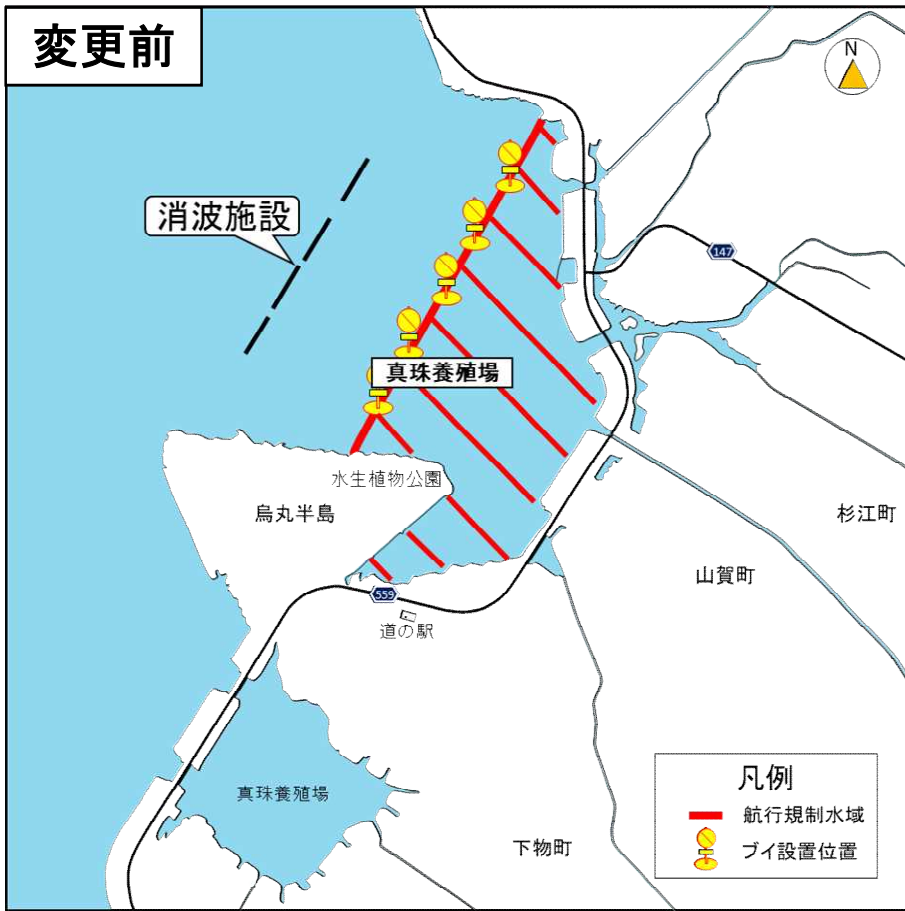 変更前
N
消波施設
147
真珠養殖場
水生植物公園
烏丸半島
杉江町
山賀町
559
道の駅
真珠養殖場
下物町
凡例
航行規制水域
ブイ設置位置